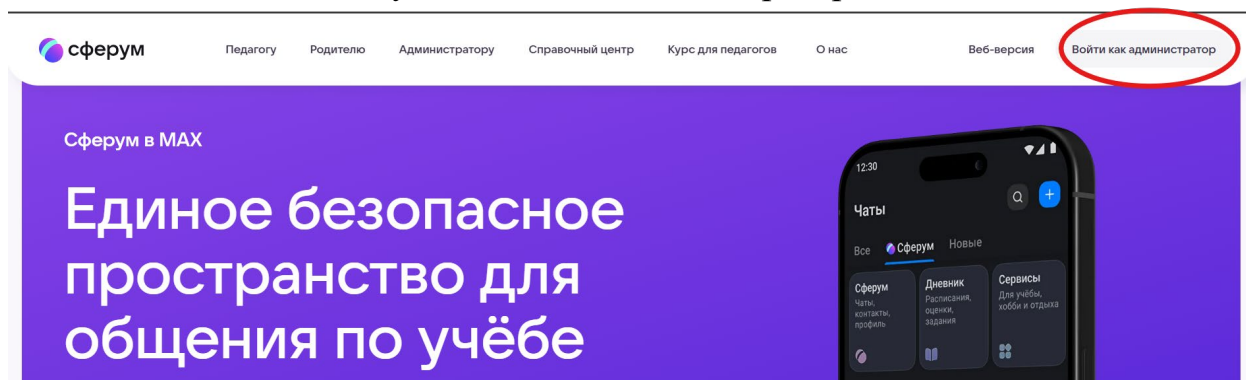 сферум
Педагогу Родителю Администратору Справочный центр Курс для педагогов О нас Веб-версия Войти как администратор
Сферум в MAX
Единое безопасное
пространство для
общения по учёбе
12:30
Чаты
Все Сферум Новые
Сферум
Чаты,
контакты,
профиль
Дневник
Расписания,
оценки,
задания
Сервисы
Для учёбы,
хобби и отдыха